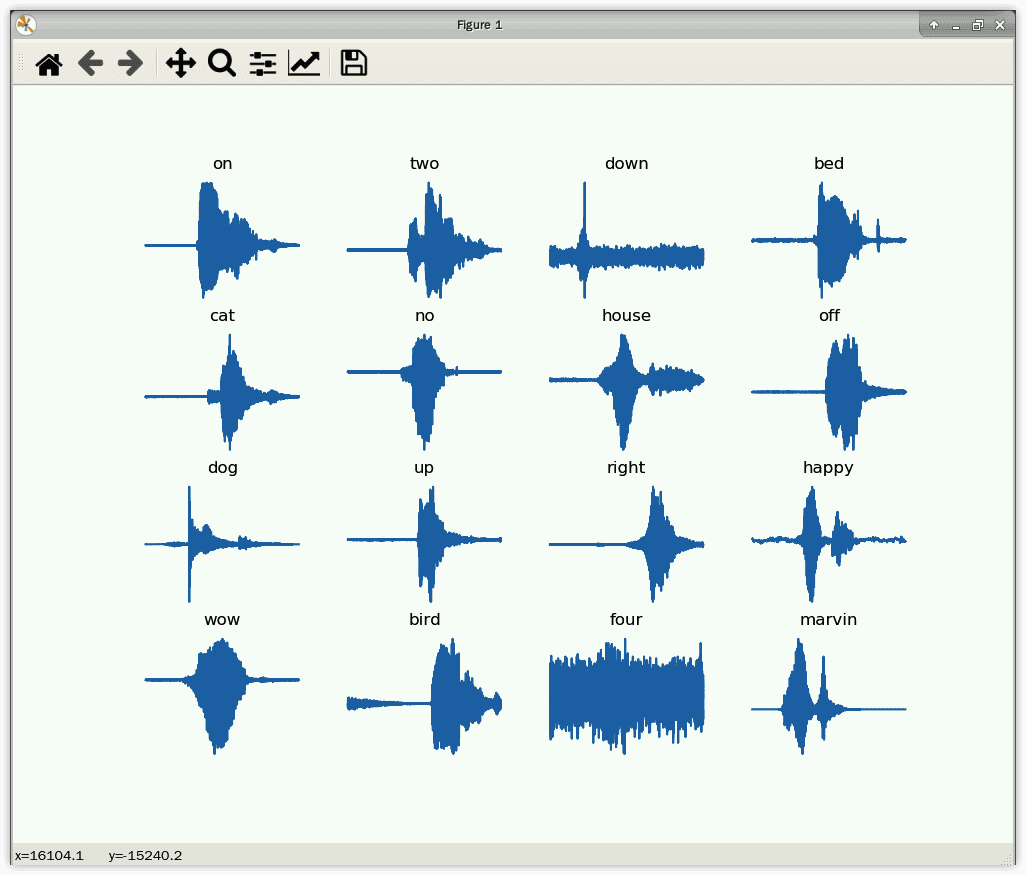 Figure 1
on two down bed
cat no house off
dog up right happy
wow bird four marvin
x=16104.1 y=-15240.2